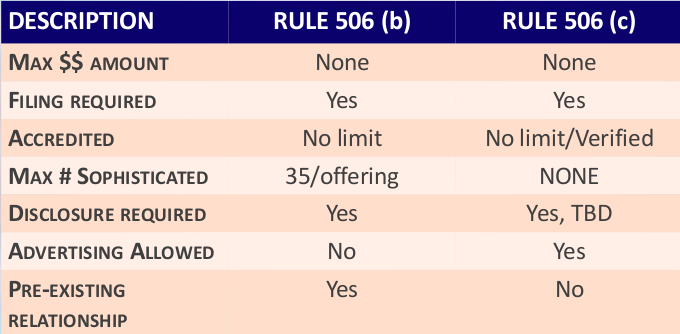 DESCRIPTION RULE 506 (b) RULE 506 (c)
MAX $$ AMOUNT None None
FILING REQUIRED Yes Yes
ACCREDITED No limit No limit/Verified
MAX # SOPHISTICATED 35/offering NONE
DISCLOSURE REQUIRED Yes Yes, TBD
ADVERTISING ALLOWED No Yes
PRE-EXISTING Yes No
RELATIONSHIP